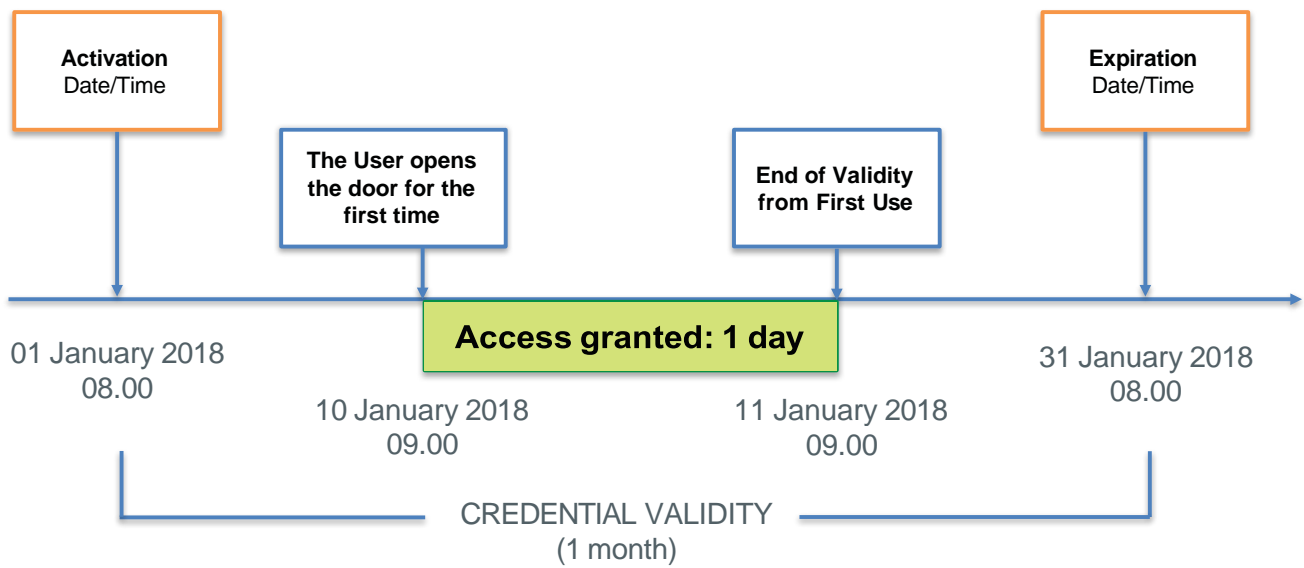 Activation
Date/Time
Expiration
Date/Time
The User opens
the door for the
first time
End of Validity
from First Use
Access granted: 1 day
01 January 2018
08.00
10 January 2018
09.00
11 January 2018
09.00
31 January 2018
08.00
CREDENTIAL VALIDITY
(1 month)